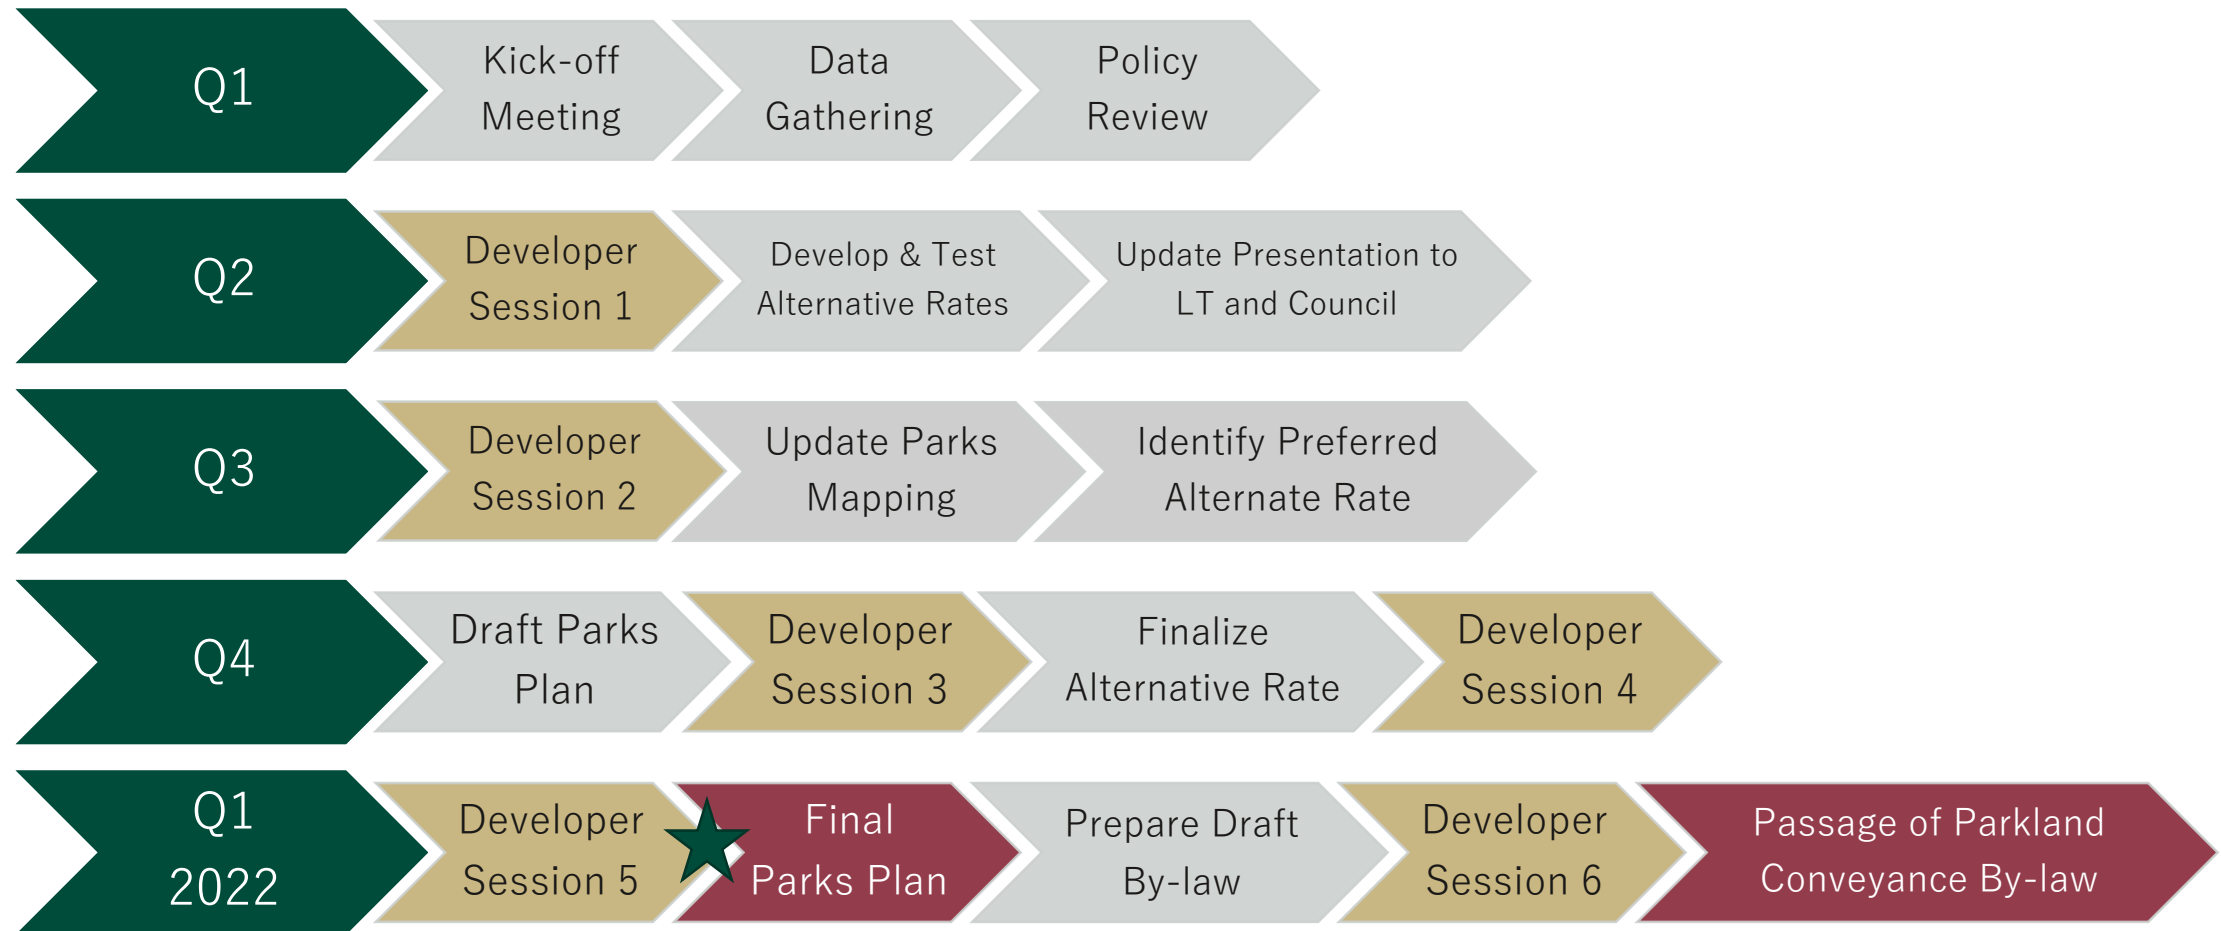 Q1
Kick-off
Meeting
Data
Gathering
Policy
Review
Q2
Developer
Session 1
Develop & Test
Alternative Rates
Update Presentation to
LT and Council
Q3
Developer
Session 2
Update Parks
Mapping
Identify Preferred
Alternate Rate
Q4
Draft Parks
Plan
Developer
Session 3
Finalize
Alternative Rate
Developer
Session 4
Q1
2022
Developer
Session 5
Final
Parks Plan
Prepare Draft
By-law
Developer
Session 6
Passage of Parkland
Conveyance By-law